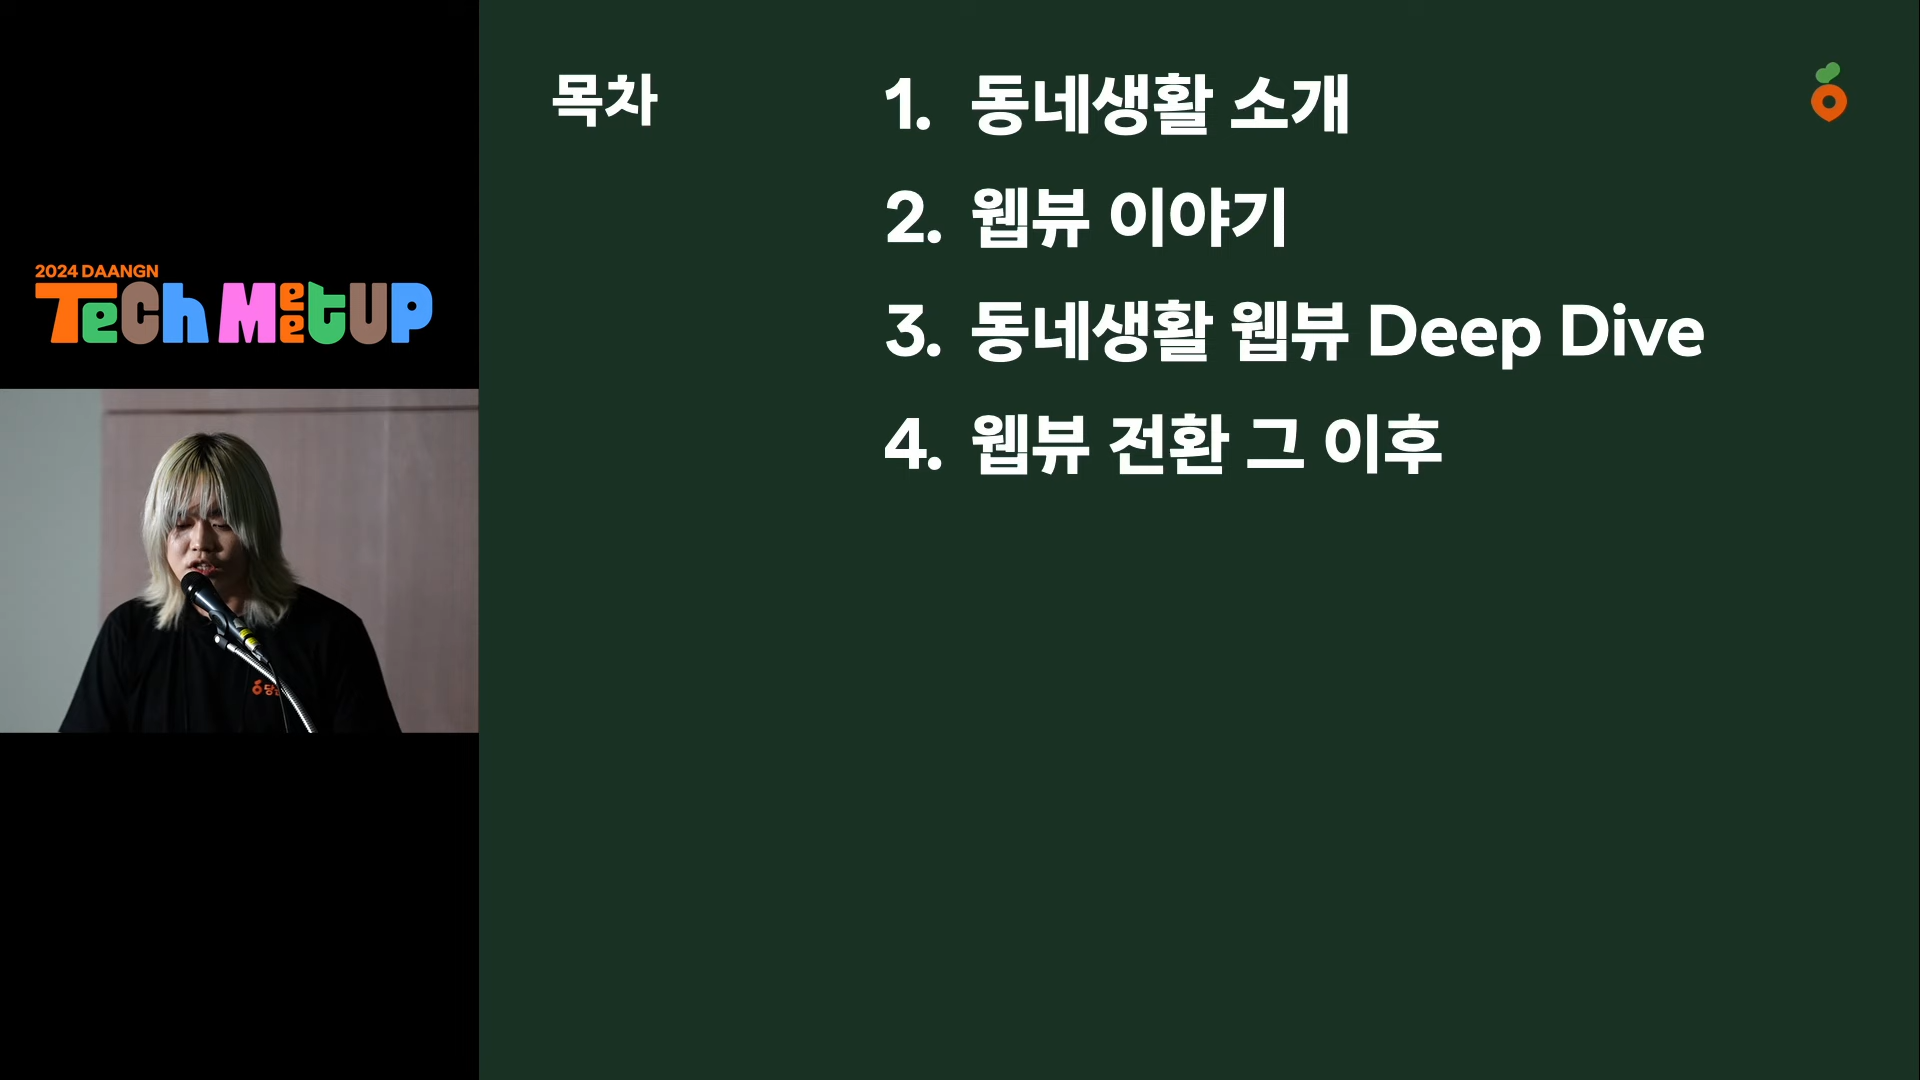 2024 DAANGN
Tech MeetUP
목차
1. 동네생활 소개
2. 웹뷰 이야기
3. 동네생활 웹뷰 Deep Dive
4. 웹뷰 전환 그 이후